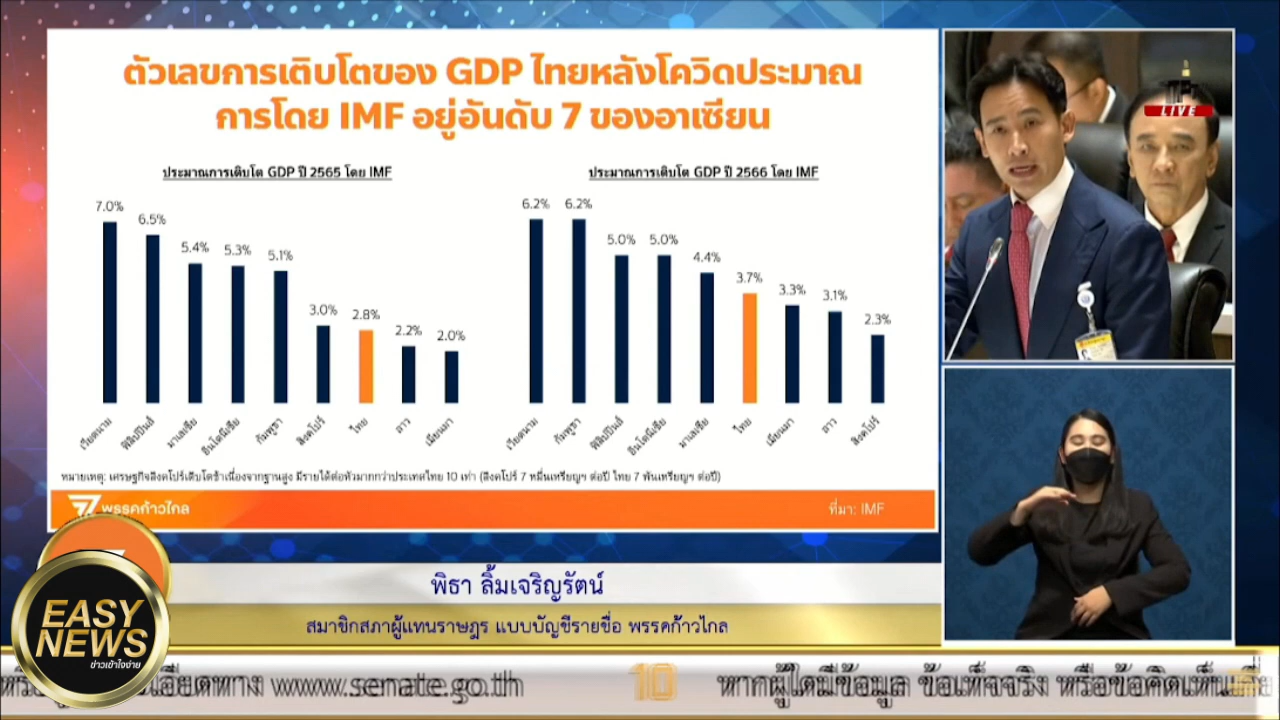 ตัวเลขการเติบโตของ GDP ไทยหลังโควิดประมาณ
การโดย IMF อยู่อันดับ 7 ของอาเซียน
ประมาณการเติบโต GDP ปี 2565 โดย IMF
7.0%
6.5%
5.4%
5.3%
5.1%
3.0%
2.8%
2.2%
2.0%
เวียดนาม
ฟิลิปปินส์
มาเลเซีย
อินโดนีเซีย
กัมพูชา
สิงคโปร์
ไทย
ลาว
เมียนมา
ประมาณการเติบโต GDP ปี 2566 โดย IMF
6.2%
6.2%
5.0%
5.0%
4.4%
3.7%
3.3%
3.1%
2.3%
เวียดนาม
กัมพูชา
ฟิลิปปินส์
อินโดนีเซีย
มาเลเซีย
ไทย
เมียนมา
ลาว
สิงคโปร์
หมายเหตุ: เศรษฐกิจสิงคโปร์เติบโตช้าเนื่องจากฐานสูง มีรายได้ต่อหัวมากกว่าประเทศไทย 10 เท่า (สิงคโปร์ 7 หมื่นเหรียญฯ ต่อปี ไทย 7 พันเหรียญฯ ต่อปี)
พรรคก้าวไกล
ที่มา: IMF
LIVE
พิธา ลิ้มเจริญรัตน์
สมาชิกสภาผู้แทนราษฎร แบบบัญชีรายชื่อ พรรคก้าวไกล
EASY
NEWS
ข่าวเข้าใจง่าย
www.senate.go.th 10 หากผู้ใดมีข้อมูล ข้อเท็จจริง หรือข้อคิดเห็น